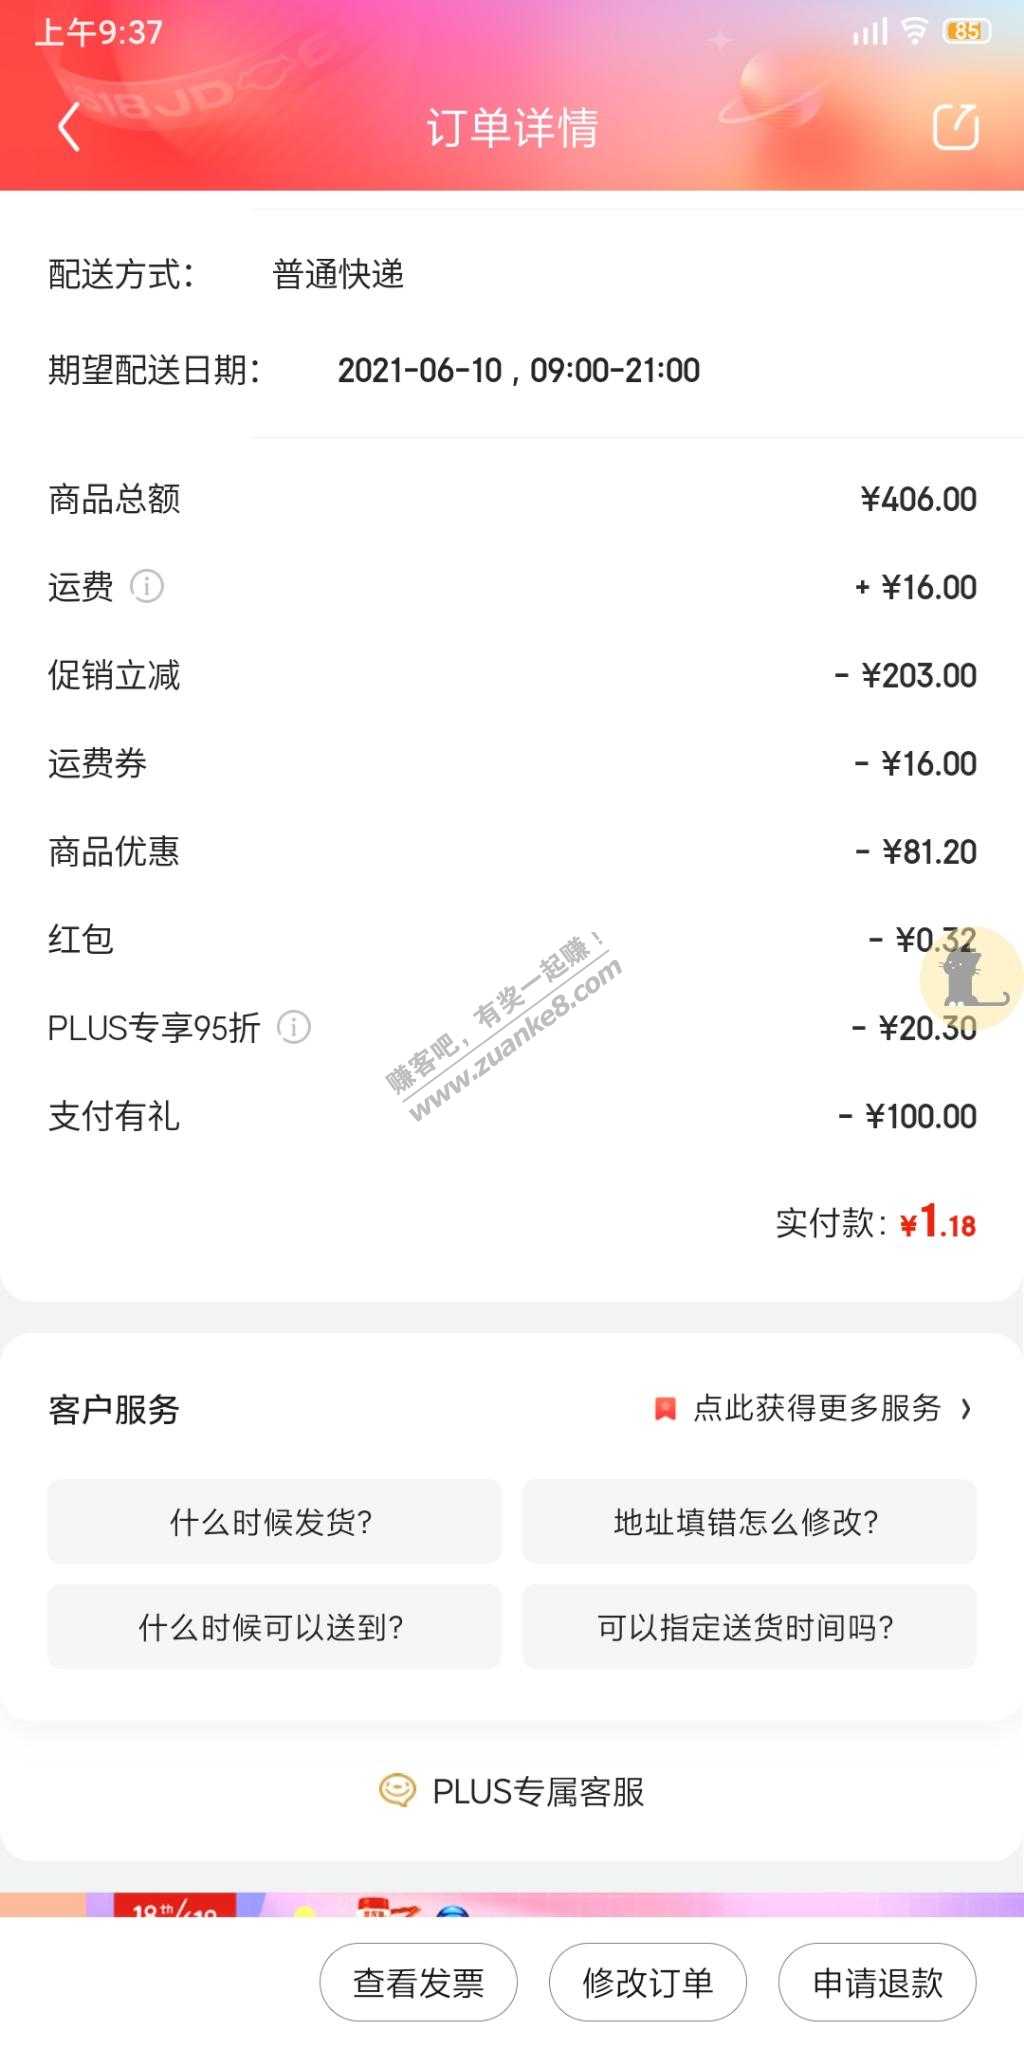 上午9:37
85
618 JD
订单详情
配送方式： 普通快递
期望配送日期： 2021-06-10 , 09:00-21:00
商品总额 ¥406.00
运费 + ¥16.00
促销立减 - ¥203.00
运费券 - ¥16.00
商品优惠 - ¥81.20
红包 - ¥0.32
PLUS专享95折 - ¥20.30
支付有礼 - ¥100.00
赚客吧，有奖一起赚！
www.zuanke8.com
实付款：¥1.18
客户服务 点此获得更多服务 ›
什么时候发货? 地址填错怎么修改?
什么时候可以送到? 可以指定送货时间吗?
PLUS专属客服
查看发票 修改订单 申请退款